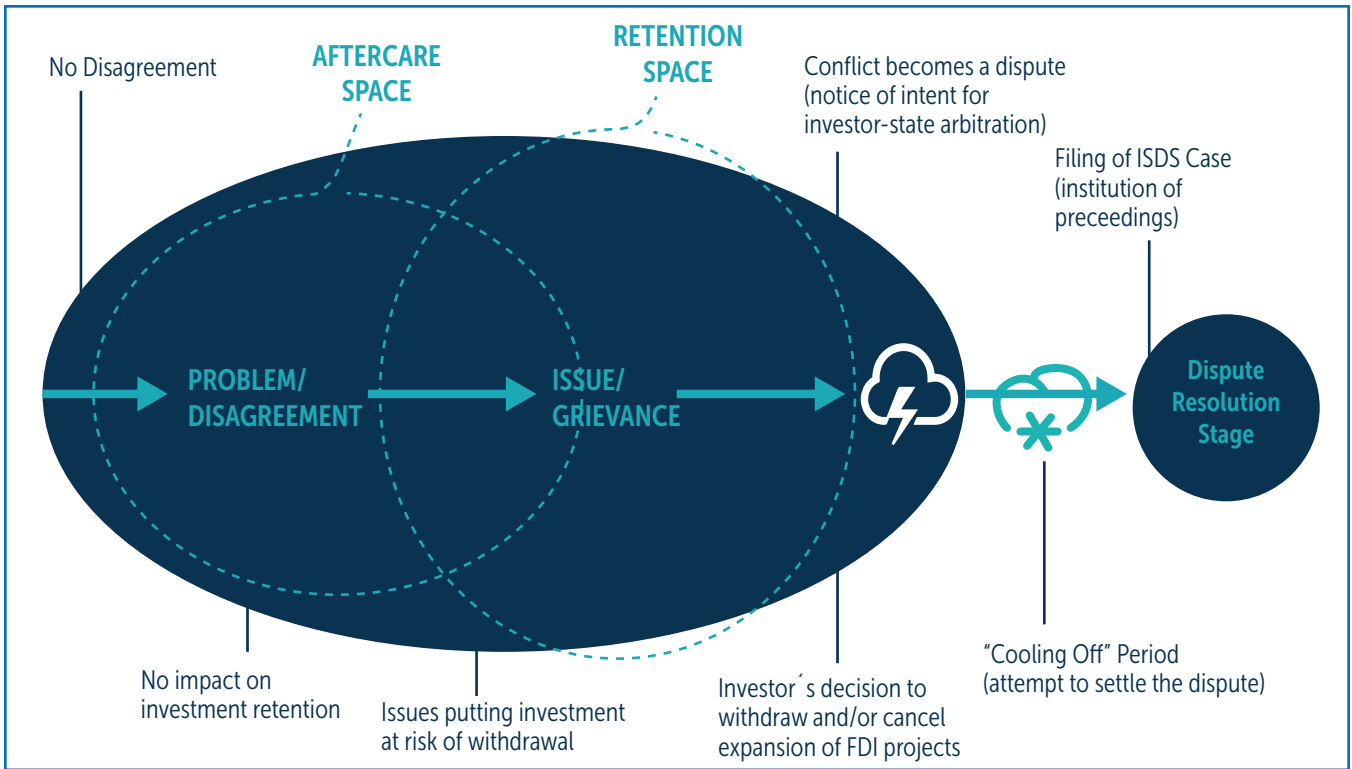 No Disagreement
AFTERCARE
SPACE
RETENTION
SPACE
Conflict becomes a dispute
(notice of intent for
investor-state arbitration)
Filing of ISDS Case
(institution of
preceedings)
PROBLEM/
DISAGREEMENT
ISSUE/
GRIEVANCE
Dispute
Resolution
Stage
No impact on
investment retention
Issues putting investment
at risk of withdrawal
Investor´s decision to
withdraw and/or cancel
expansion of FDI projects
“Cooling Off” Period
(attempt to settle the dispute)